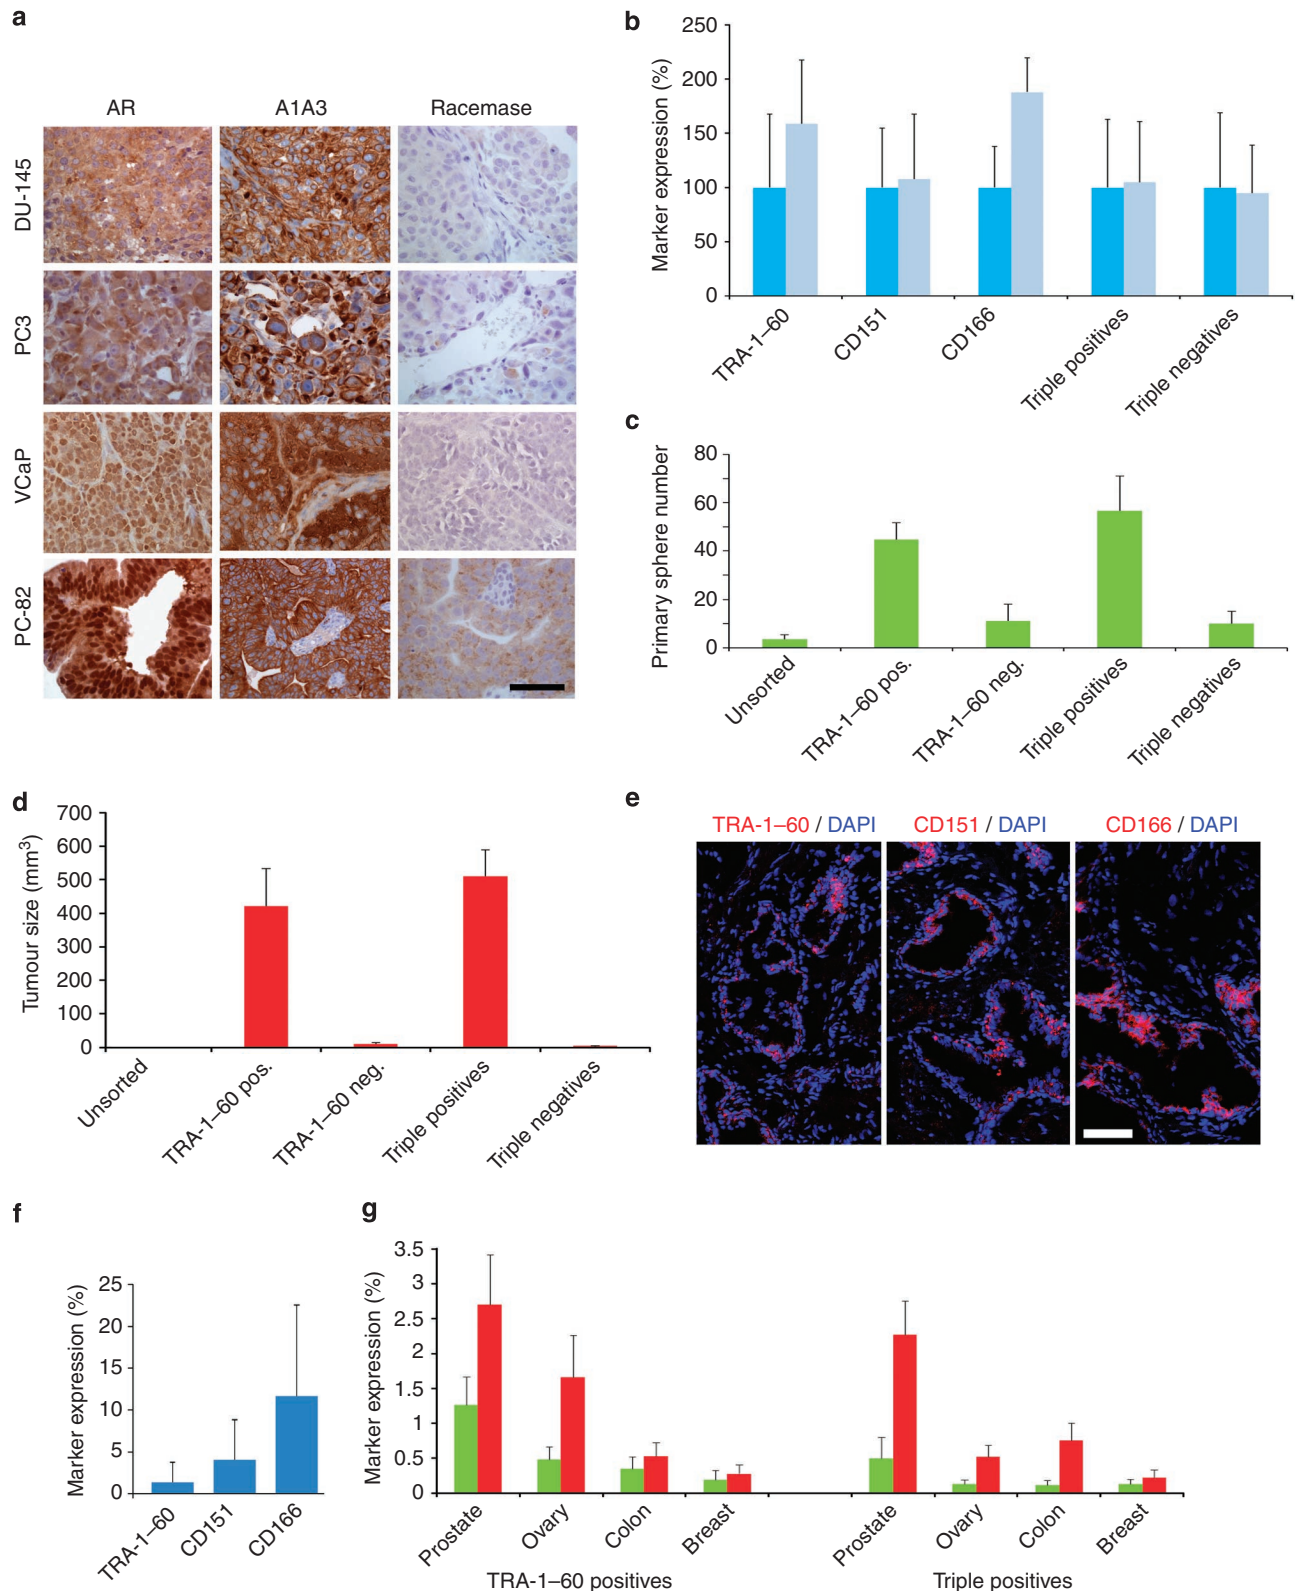 a
AR
A1A3
Racemase
DU-145
PC3
VCaP
PC-82
b
Marker expression (%)
250
200
150
100
50
0
TRA-1–60
CD151
CD166
Triple positives
Triple negatives
c
Primary sphere number
80
60
40
20
0
Unsorted
TRA-1–60 pos.
TRA-1–60 neg.
Triple positives
Triple negatives
d
Tumour size (mm³)
700
600
500
400
300
200
100
0
Unsorted
TRA-1–60 pos.
TRA-1–60 neg.
Triple positives
Triple negatives
e
TRA-1–60 / DAPI
CD151 / DAPI
CD166 / DAPI
f
Marker expression (%)
25
20
15
10
5
0
TRA-1–60
CD151
CD166
g
Marker expression (%)
3.5
3
2.5
2
1.5
1
0.5
0
Prostate
Ovary
Colon
Breast
Prostate
Ovary
Colon
Breast
TRA-1–60 positives
Triple positives